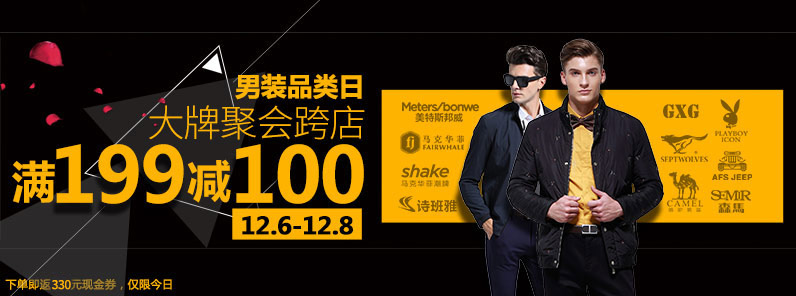 男装品类日
大牌聚会跨店
满199减100
12.6-12.8
下单即返330元现金券，仅限今日
Meters/bonwe
美特斯邦威
马克华菲
FAIRWHALE
shake
马克华菲潮牌
诗班雅
GXG
PLAYBOY
ICON
SEPTWOLVES
AFS JEEP
CAMEL
SEMIR
森馬